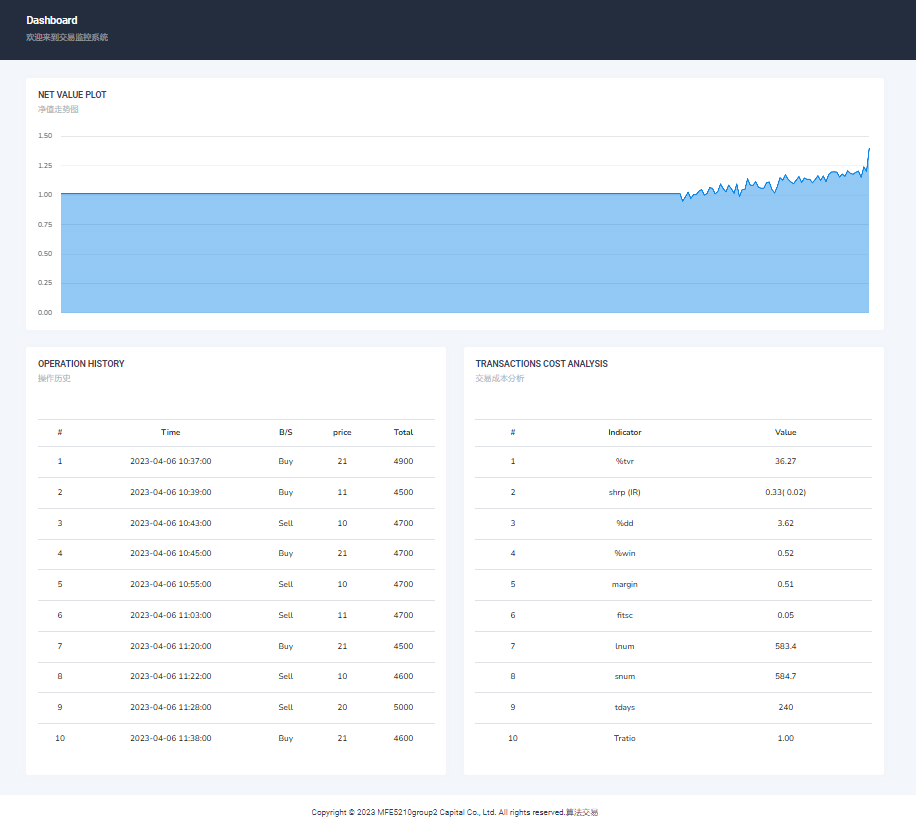 Dashboard
欢迎来到交易监控系统
NET VALUE PLOT
净值走势图
1.50
1.25
1.00
0.75
0.50
0.25
0.00
OPERATION HISTORY
操作历史
# Time B/S price Total
1 2023-04-06 10:37:00 Buy 21 4900
2 2023-04-06 10:39:00 Buy 11 4500
3 2023-04-06 10:43:00 Sell 10 4700
4 2023-04-06 10:45:00 Buy 21 4700
5 2023-04-06 10:55:00 Sell 10 4700
6 2023-04-06 11:03:00 Sell 11 4700
7 2023-04-06 11:20:00 Buy 21 4500
8 2023-04-06 11:22:00 Sell 10 4600
9 2023-04-06 11:28:00 Sell 20 5000
10 2023-04-06 11:38:00 Buy 21 4600
TRANSACTIONS COST ANALYSIS
交易成本分析
# Indicator Value
1 %tvr 36.27
2 shrp (IR) 0.33( 0.02)
3 %dd 3.62
4 %win 0.52
5 margin 0.51
6 fitsc 0.05
7 lnum 583.4
8 snum 584.7
9 tdays 240
10 Tratio 1.00
Copyright © 2023 MFE5210group2 Capital Co., Ltd. All rights reserved.算法交易